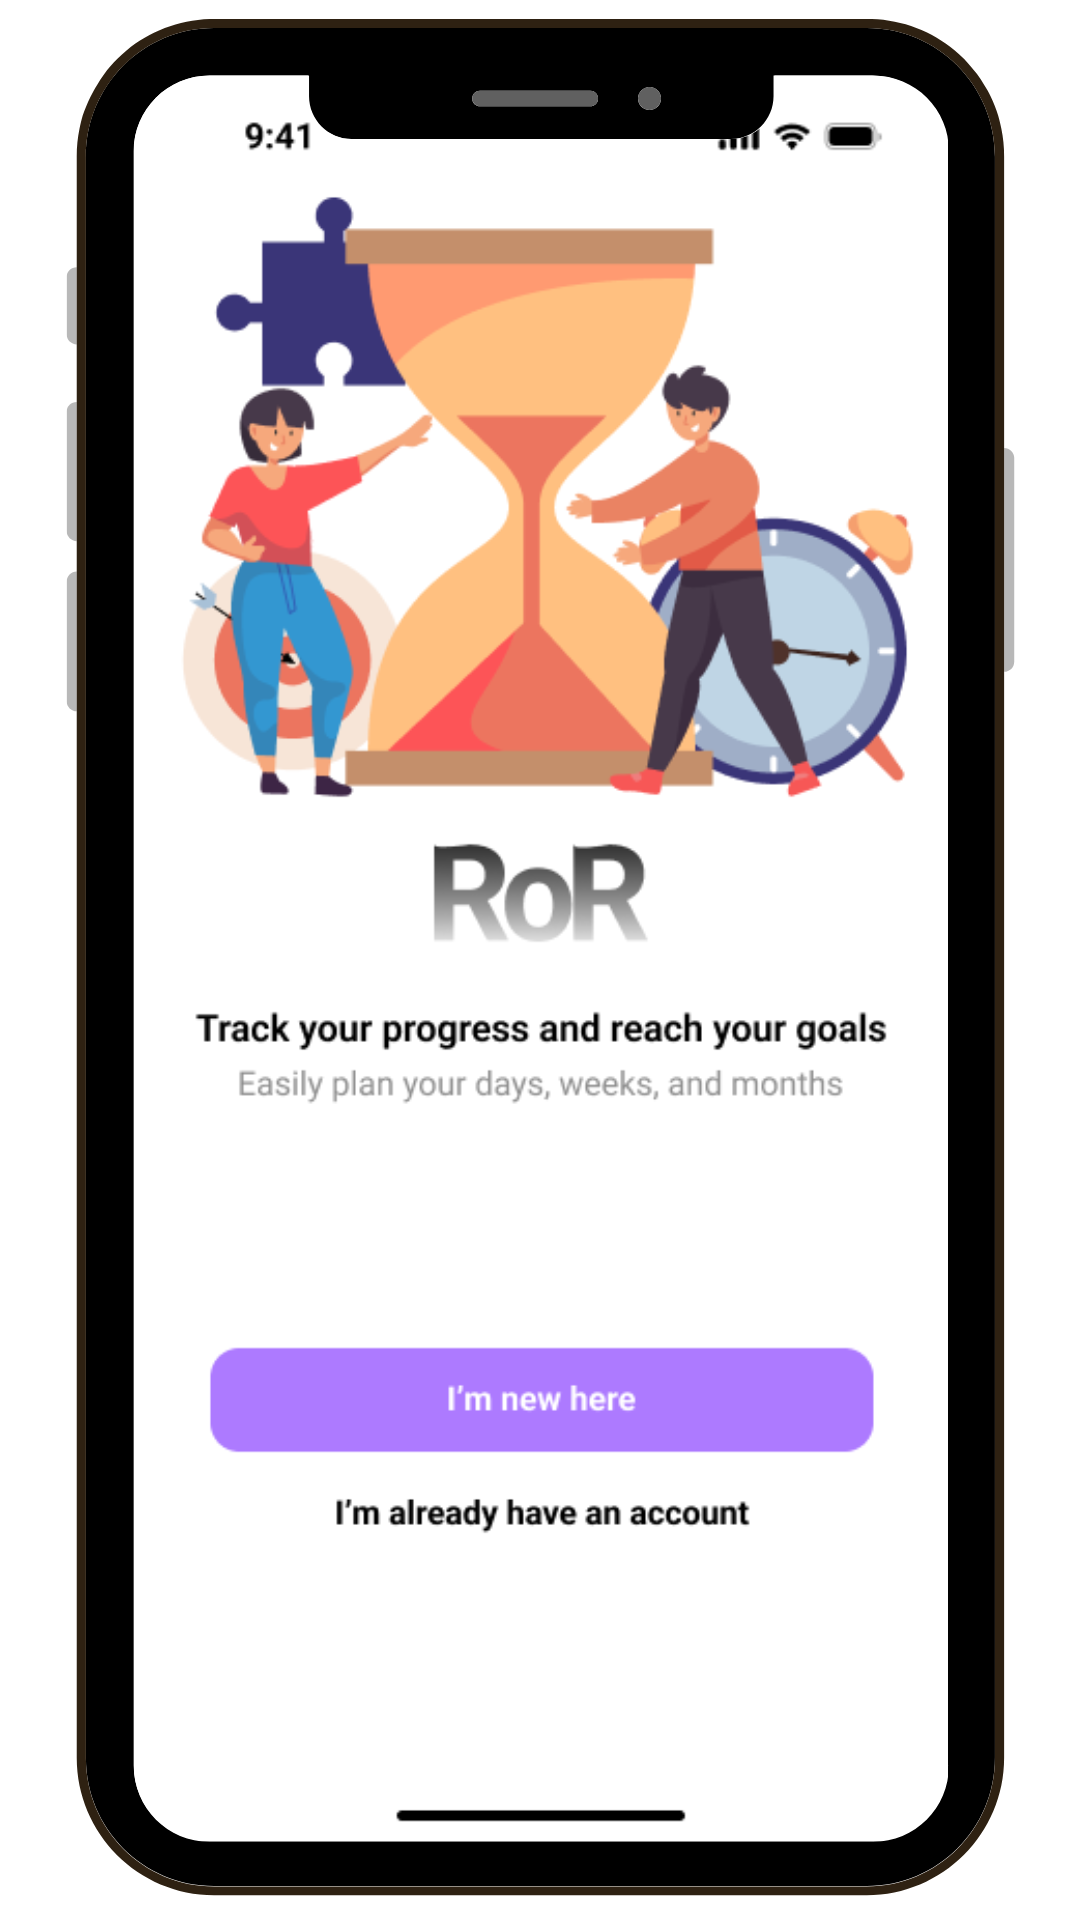 9:41
RoR
Track your progress and reach your goals
Easily plan your days, weeks, and months
I’m new here
I’m already have an account